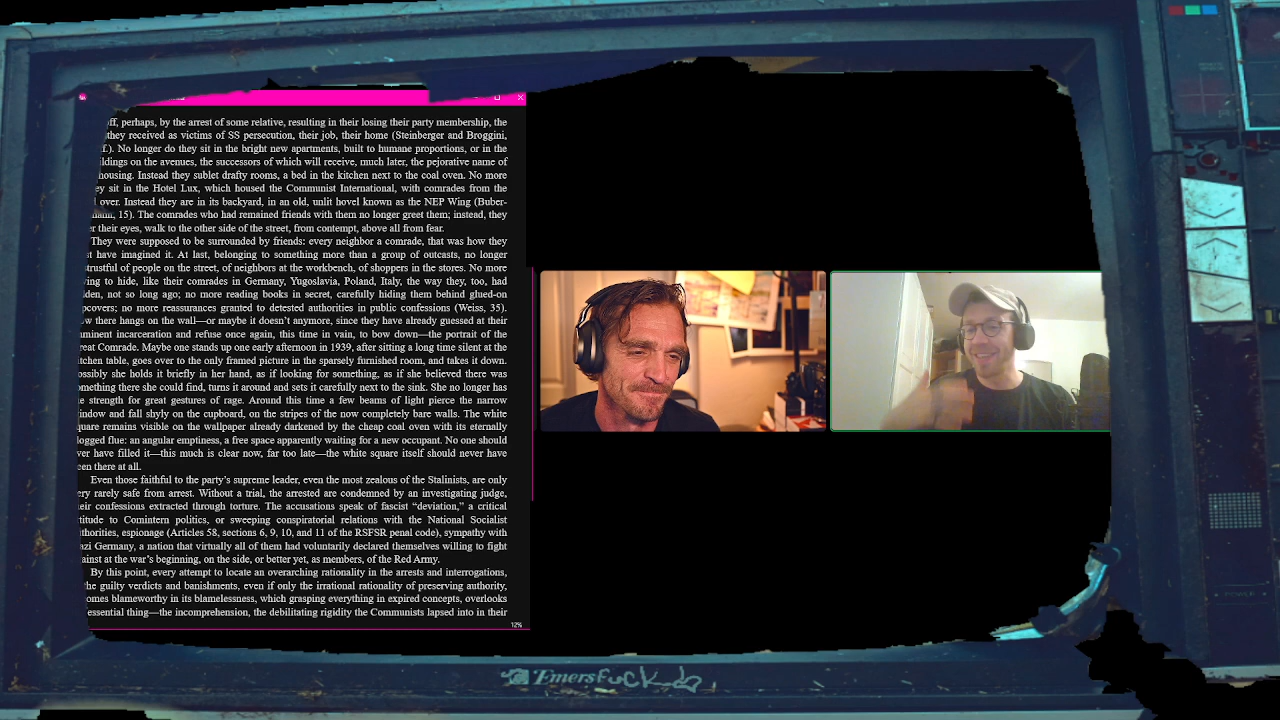 off, perhaps, by the arrest of some relative, resulting in their losing their party membership, the
they received as victims of SS persecution, their job, their home (Steinberger and Broggini,
No longer do they sit in the bright new apartments, built to humane proportions, or in the
on the avenues, the successors of which will receive, much later, the pejorative name of
housing. Instead they sublet drafty rooms, a bed in the kitchen next to the coal oven. No more
sit in the Hotel Lux, which housed the Communist International, with comrades from the
over. Instead they are in its backyard, in an old, unlit hovel known as the NEP Wing (Buber-
15). The comrades who had remained friends with them no longer greet them; instead, they
their eyes, walk to the other side of the street, from contempt, above all from fear.
They were supposed to be surrounded by friends: every neighbor a comrade, that was how they
have imagined it. At last, belonging to something more than a group of outcasts, no longer
of people on the street, of neighbors at the workbench, of shoppers in the stores. No more
to hide, like their comrades in Germany, Yugoslavia, Poland, Italy, the way they, too, had
not so long ago; no more reading books in secret, carefully hiding them behind glued-on
no more reassurances granted to detested authorities in public confessions (Weiss, 35).
there hangs on the wall—or maybe it doesn't anymore, since they have already guessed at their
incarceration and refuse once again, this time in vain, to bow down—the portrait of the
Comrade. Maybe one stands up one early afternoon in 1939, after sitting a long time silent at the
table, goes over to the only framed picture in the sparsely furnished room, and takes it down.
she holds it briefly in her hand, as if looking for something, as if she believed there was
something there she could find, turns it around and sets it carefully next to the sink. She no longer has
strength for great gestures of rage. Around this time a few beams of light pierce the narrow
window and fall shyly on the cupboard, on the stripes of the now completely bare walls. The white
square remains visible on the wallpaper already darkened by the cheap coal oven with its eternally
clogged flue: an angular emptiness, a free space apparently waiting for a new occupant. No one should
have filled it—this much is clear now, far too late—the white square itself should never have
been there at all.
Even those faithful to the party's supreme leader, even the most zealous of the Stalinists, are only
rarely safe from arrest. Without a trial, the arrested are condemned by an investigating judge,
their confessions extracted through torture. The accusations speak of fascist “deviation,” a critical
to Comintern politics, or sweeping conspiratorial relations with the National Socialist
espionage (Articles 58, sections 6, 9, 10, and 11 of the RSFSR penal code), sympathy with
Germany, a nation that virtually all of them had voluntarily declared themselves willing to fight
at the war's beginning, on the side, or better yet, as members, of the Red Army.
By this point, every attempt to locate an overarching rationality in the arrests and interrogations,
the guilty verdicts and banishments, even if only the irrational rationality of preserving authority,
blameworthy in its blamelessness, which grasping everything in expired concepts, overlooks
essential thing—the incomprehension, the debilitating rigidity the Communists lapsed into in their
12%
Emersfuckd
POWER